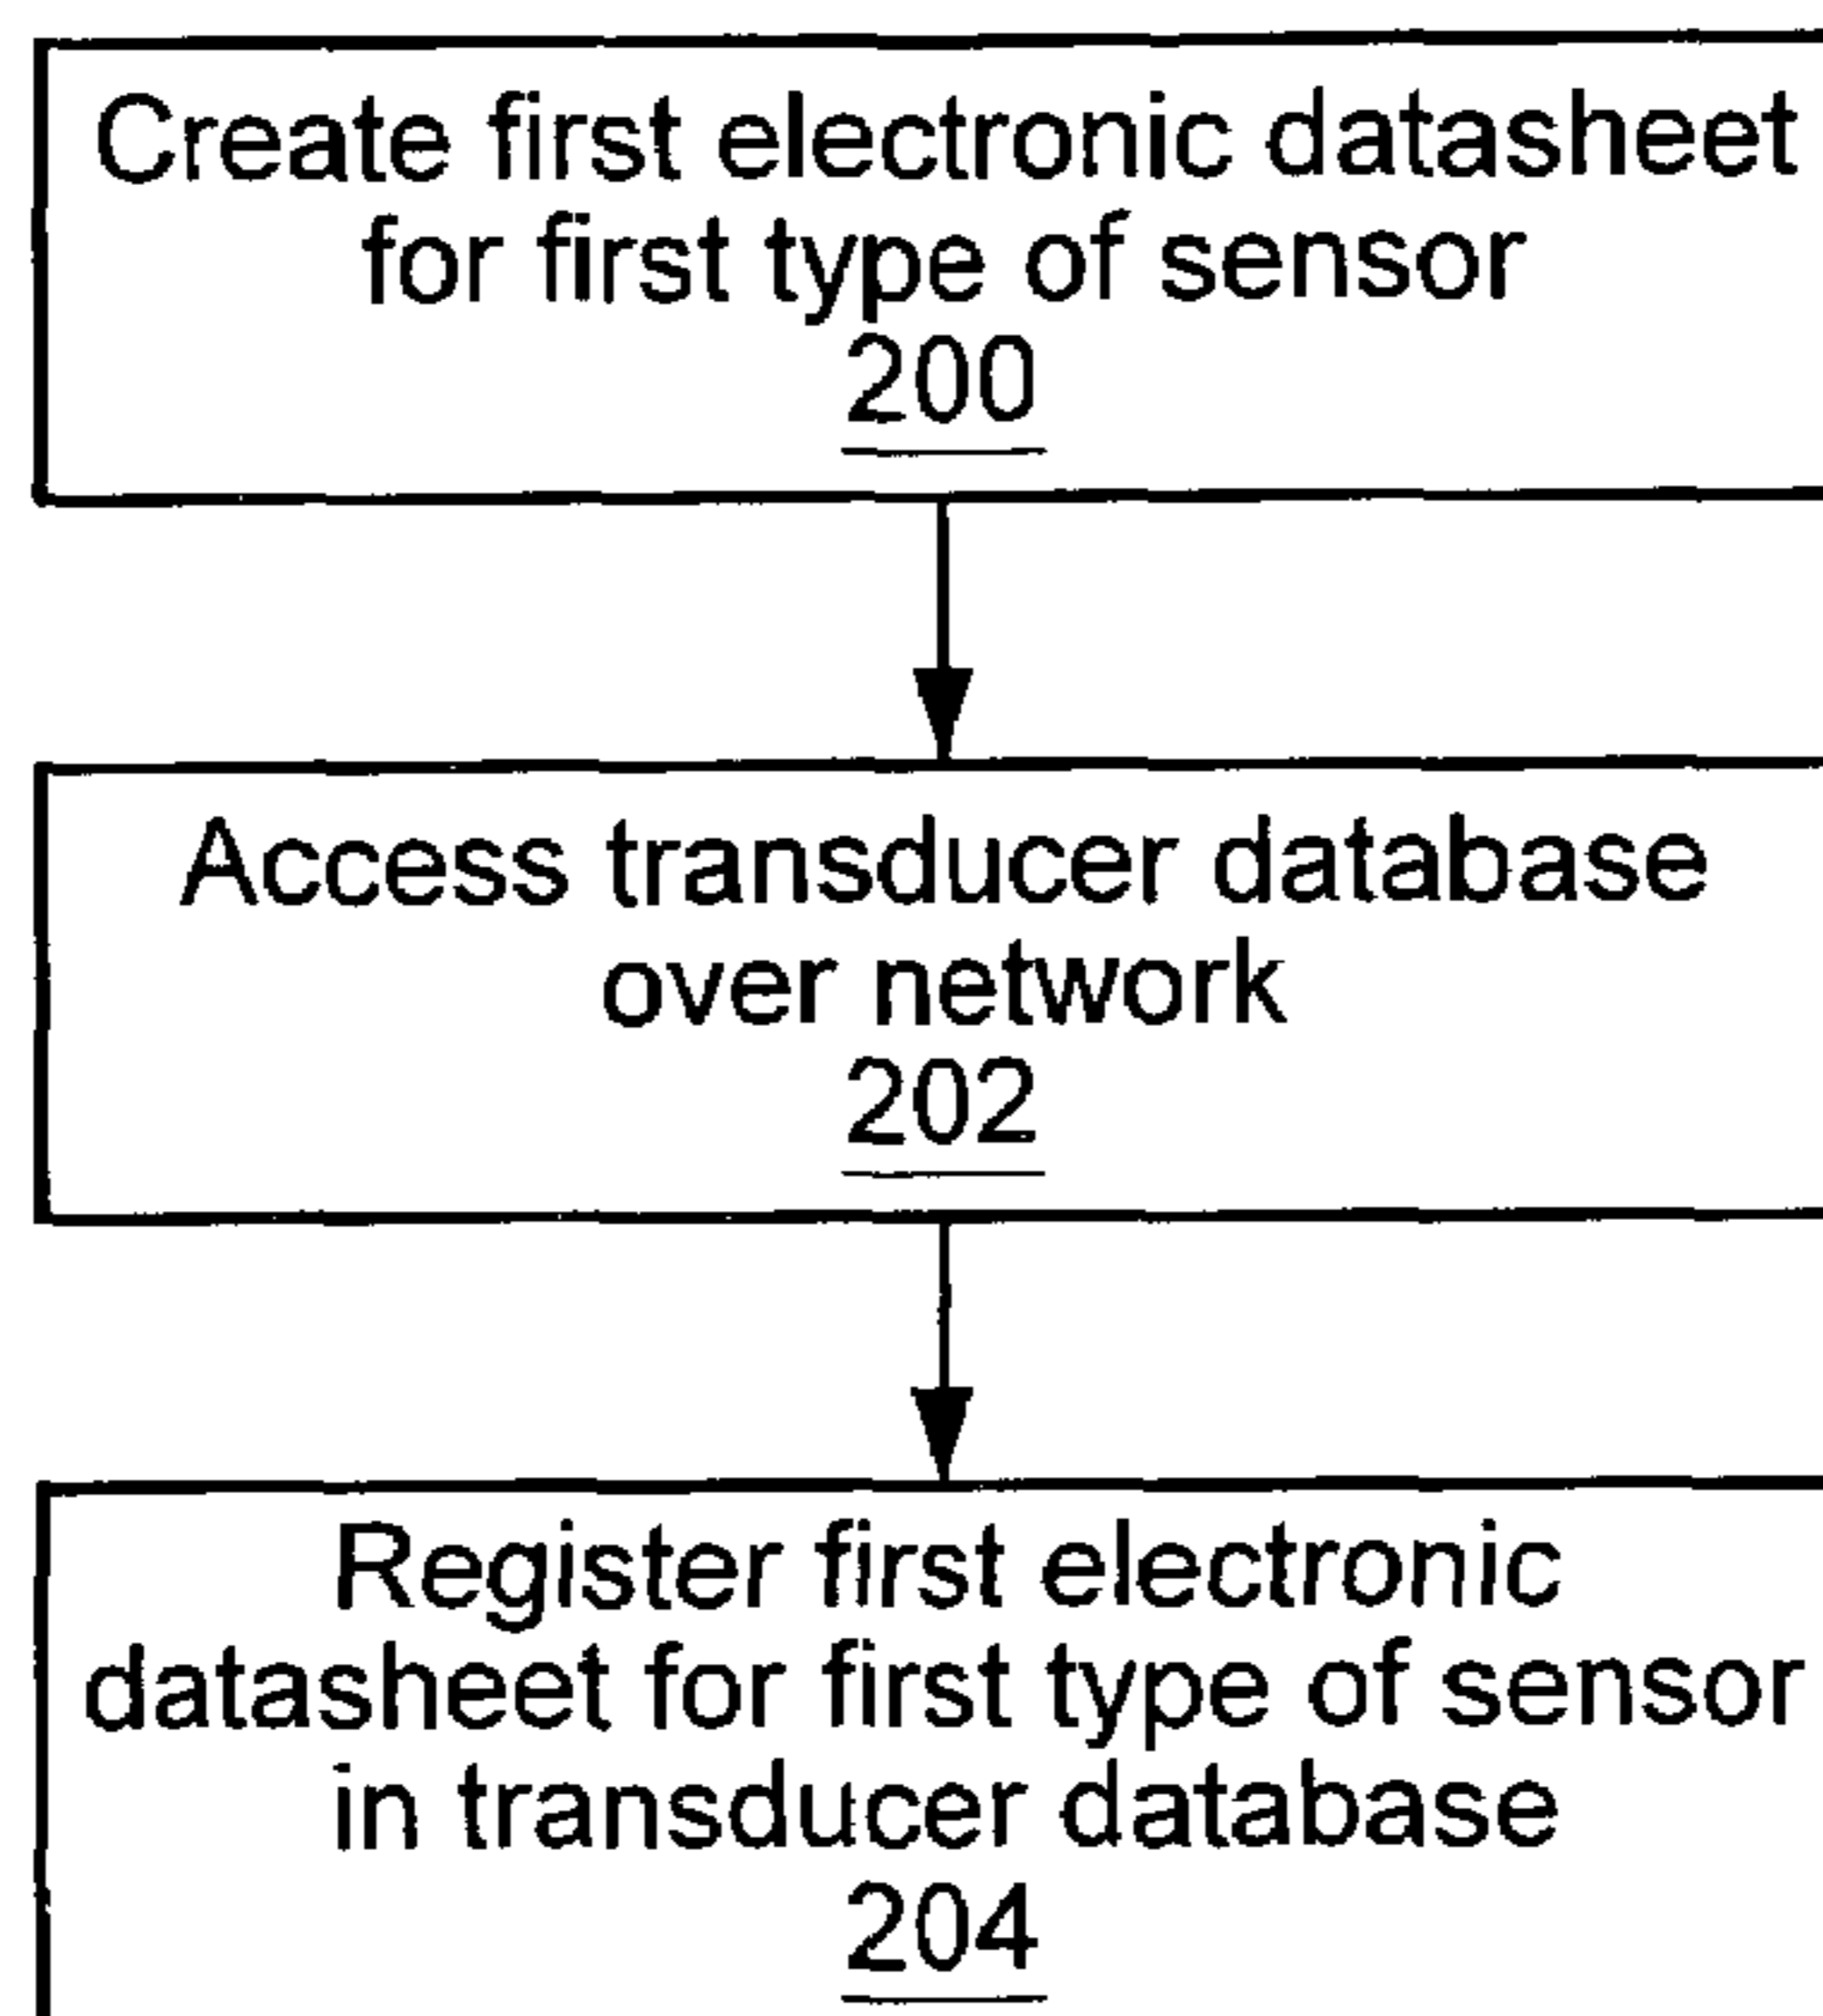 Create first electronic datasheet
for first type of sensor
200
Access transducer database
over network
202
Register first electronic
datasheet for first type of sensor
in transducer database
204